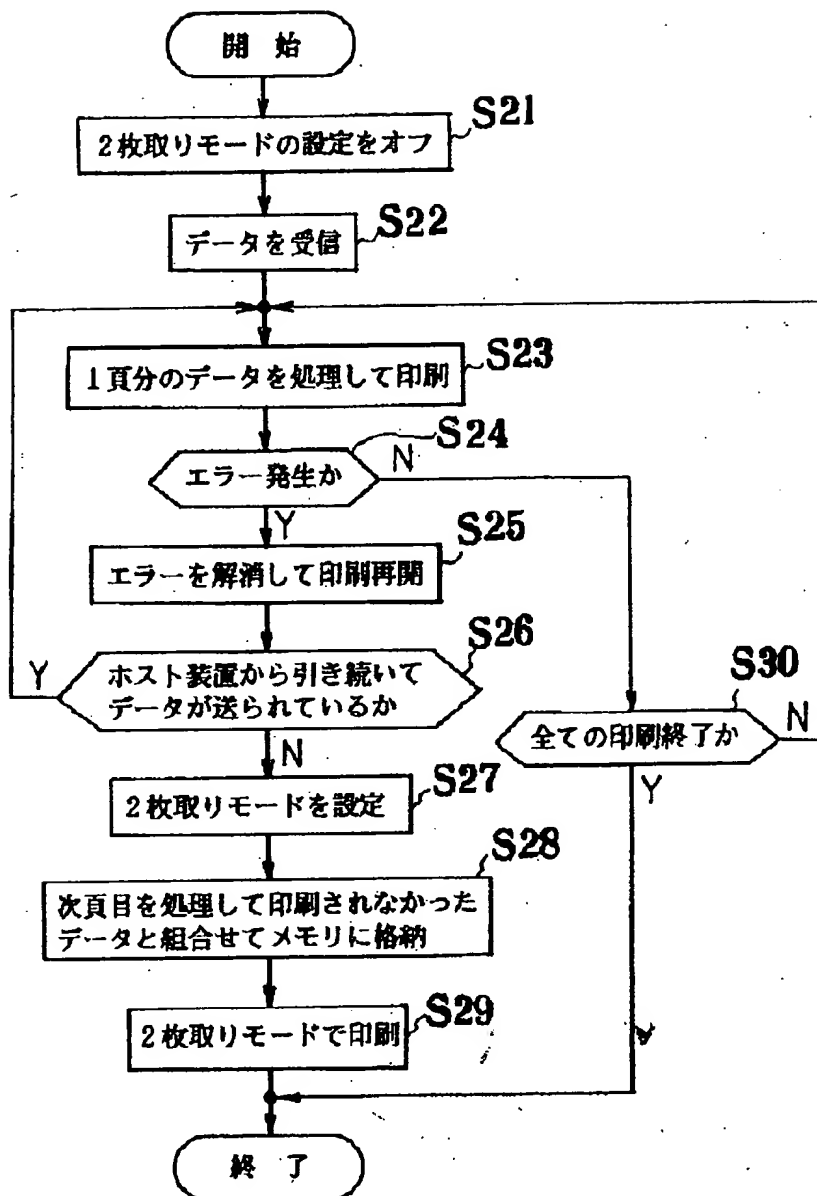 開 始
S21
2枚取りモードの設定をオフ
S22
データを受信
S23
1頁分のデータを処理して印刷
S24
エラー発生か
N
Y
S25
エラーを解消して印刷再開
S26
ホスト装置から引き続いて
データが送られているか
Y
N
S30
全ての印刷終了か
N
Y
S27
2枚取りモードを設定
S28
次頁目を処理して印刷されなかった
データと組合せてメモリに格納
S29
2枚取りモードで印刷
終 了